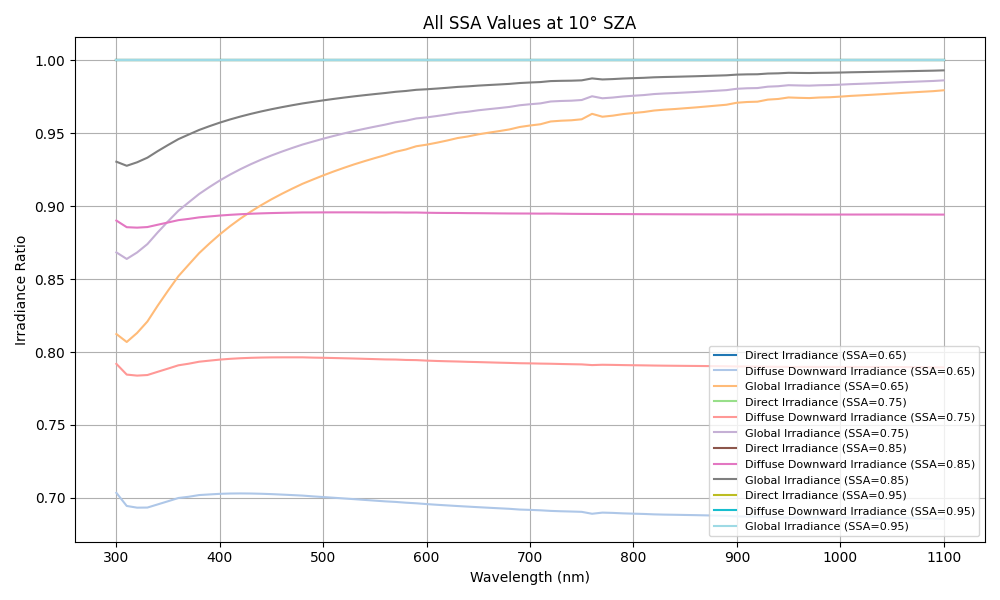 All SSA Values at 10° SZA
1.00
0.95
0.90
0.85
0.80
0.75
0.70
Irradiance Ratio
300
400
500
600
700
800
900
1000
1100
Wavelength (nm)
Direct Irradiance (SSA=0.65)
Diffuse Downward Irradiance (SSA=0.65)
Global Irradiance (SSA=0.65)
Direct Irradiance (SSA=0.75)
Diffuse Downward Irradiance (SSA=0.75)
Global Irradiance (SSA=0.75)
Direct Irradiance (SSA=0.85)
Diffuse Downward Irradiance (SSA=0.85)
Global Irradiance (SSA=0.85)
Direct Irradiance (SSA=0.95)
Diffuse Downward Irradiance (SSA=0.95)
Global Irradiance (SSA=0.95)